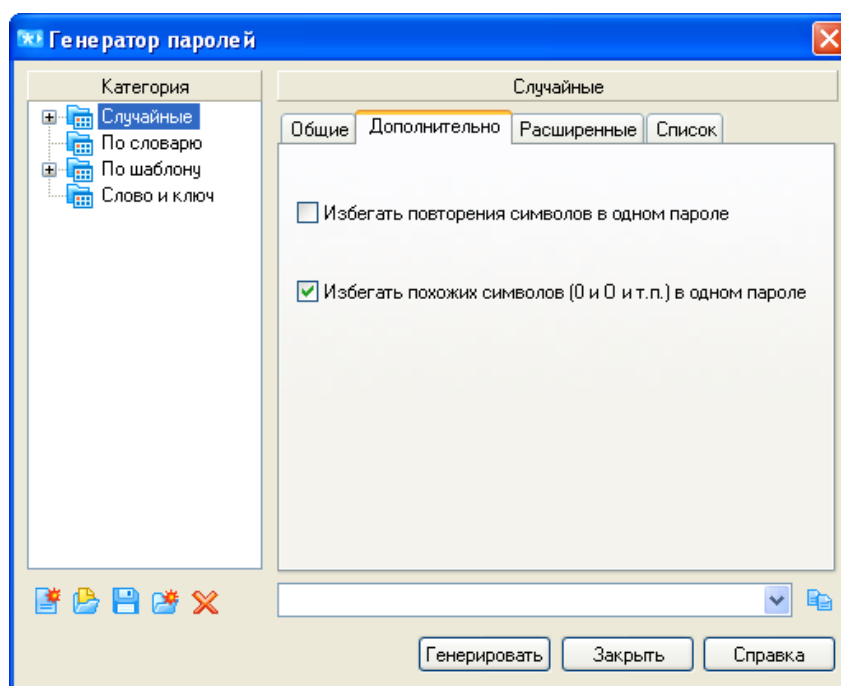 Генератор паролей
Категория
Случайные
По словарю
По шаблону
Слово и ключ
Случайные
Общие Дополнительно Расширенные Список
Избегать повторения символов в одном пароле
Избегать похожих символов (0 и O и т.п.) в одном пароле
Генерировать Закрыть Справка